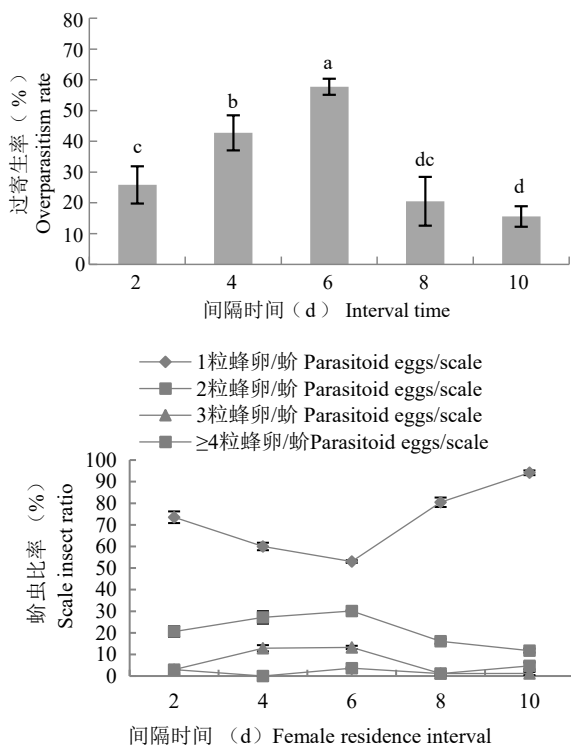 过寄生率（%）
Overparasitism rate
80
70
60
50
40
30
20
10
0
c
b
a
dc
d
2 4 6 8 10
间隔时间（d） Interval time
1粒蜂卵/蚧 Parasitoid eggs/scale
2粒蜂卵/蚧 Parasitoid eggs/scale
3粒蜂卵/蚧 Parasitoid eggs/scale
≥4粒蜂卵/蚧Parasitoid eggs/scale
蚧虫比率 （%）
Scale insect ratio
100
90
80
70
60
50
40
30
20
10
0
2 4 6 8 10
间隔时间 （d）Female residence interval